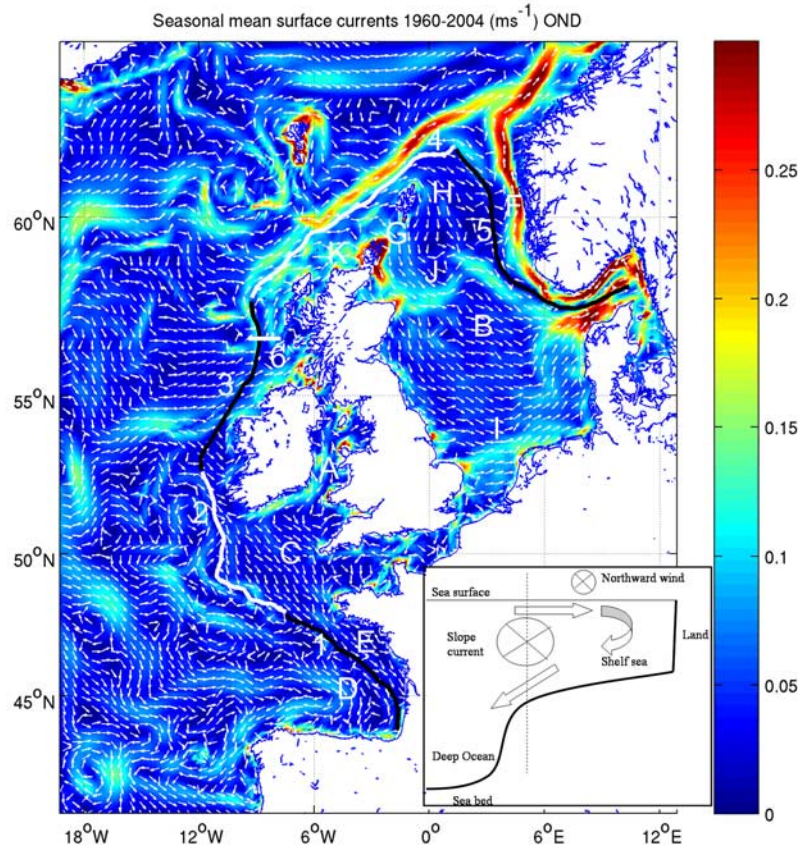 Seasonal mean surface currents 1960-2004 (ms⁻¹) OND
60°N
55°N
50°N
45°N
18°W
12°W
6°W
0°
6°E
12°E
0.25
0.2
0.15
0.1
0.05
0
4
H
F
G
5
K
J
B
6
3
I
A
2
C
1
E
D
Northward wind
Sea surface
Slope
current
Land
Shelf sea
Deep Ocean
Sea bed